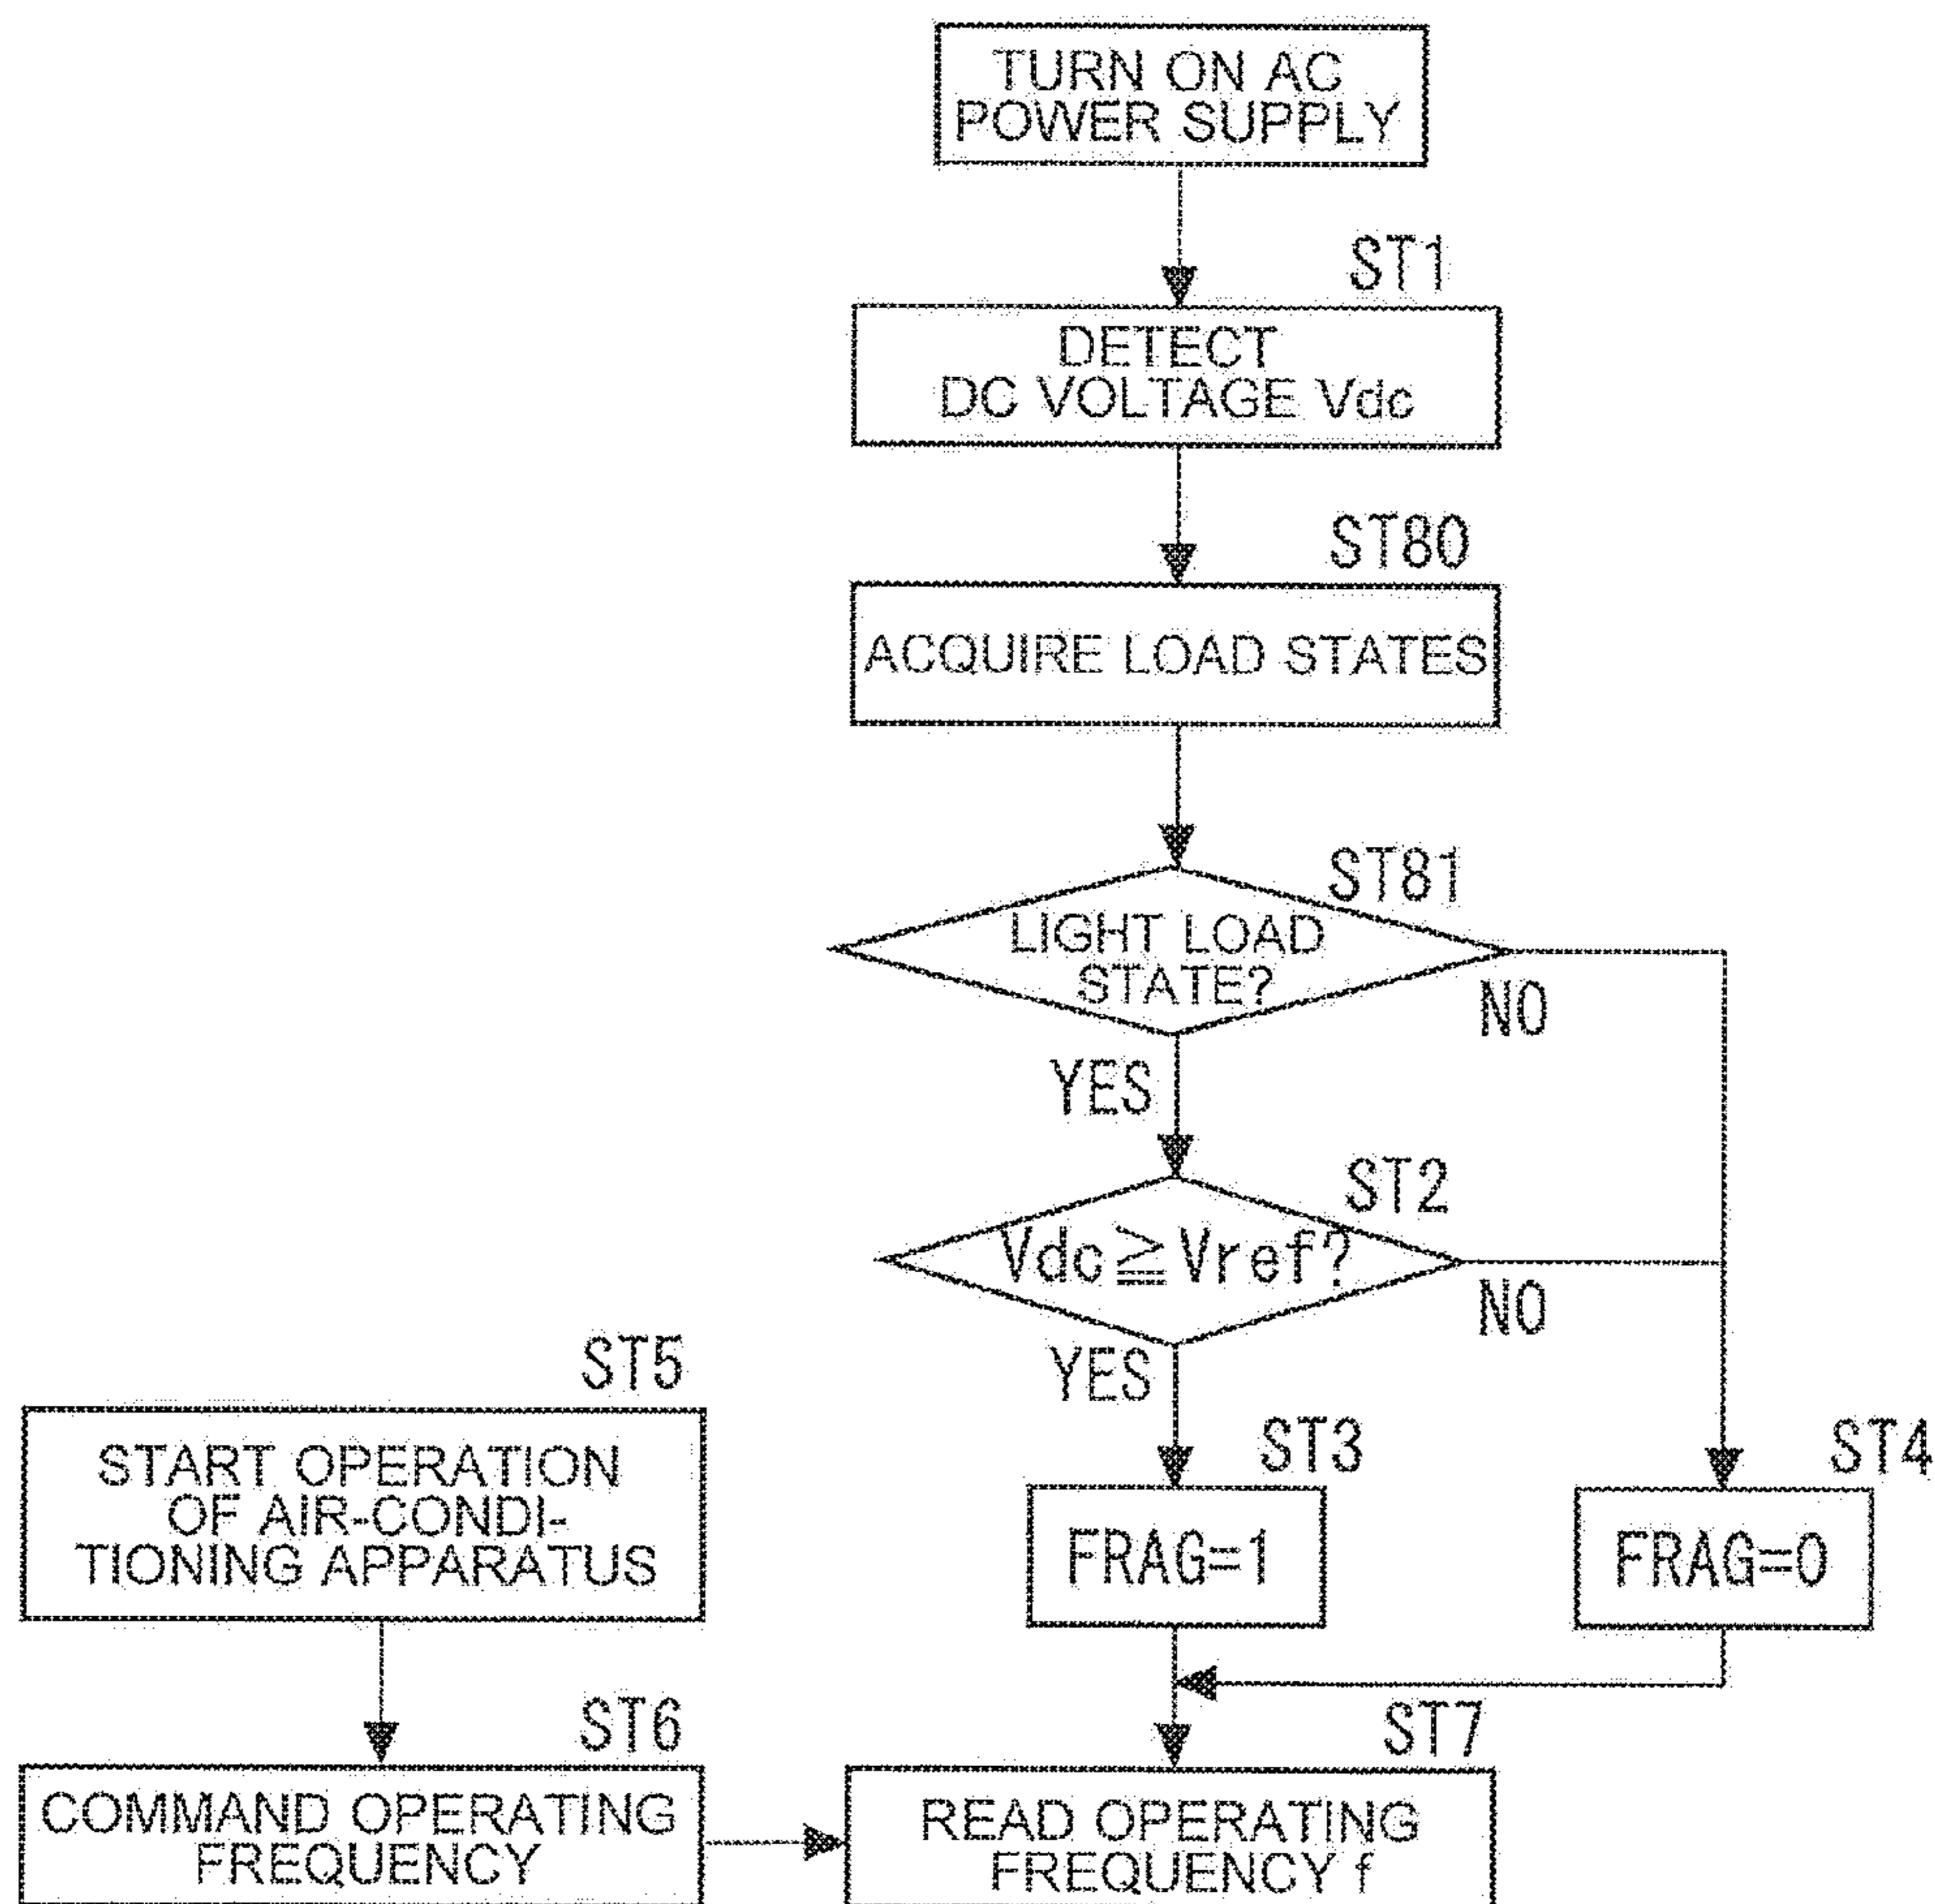 TURN ON AC
POWER SUPPLY
ST1
DETECT
DC VOLTAGE Vdc
ST80
ACQUIRE LOAD STATES
ST81
LIGHT LOAD
STATE?
NO
YES
ST2
Vdc≧Vref?
NO
YES
ST5
START OPERATION
OF AIR-CONDI-
TIONING APPARATUS
ST3
FRAG=1
ST4
FRAG=0
ST6
COMMAND OPERATING
FREQUENCY
ST7
READ OPERATING
FREQUENCY f